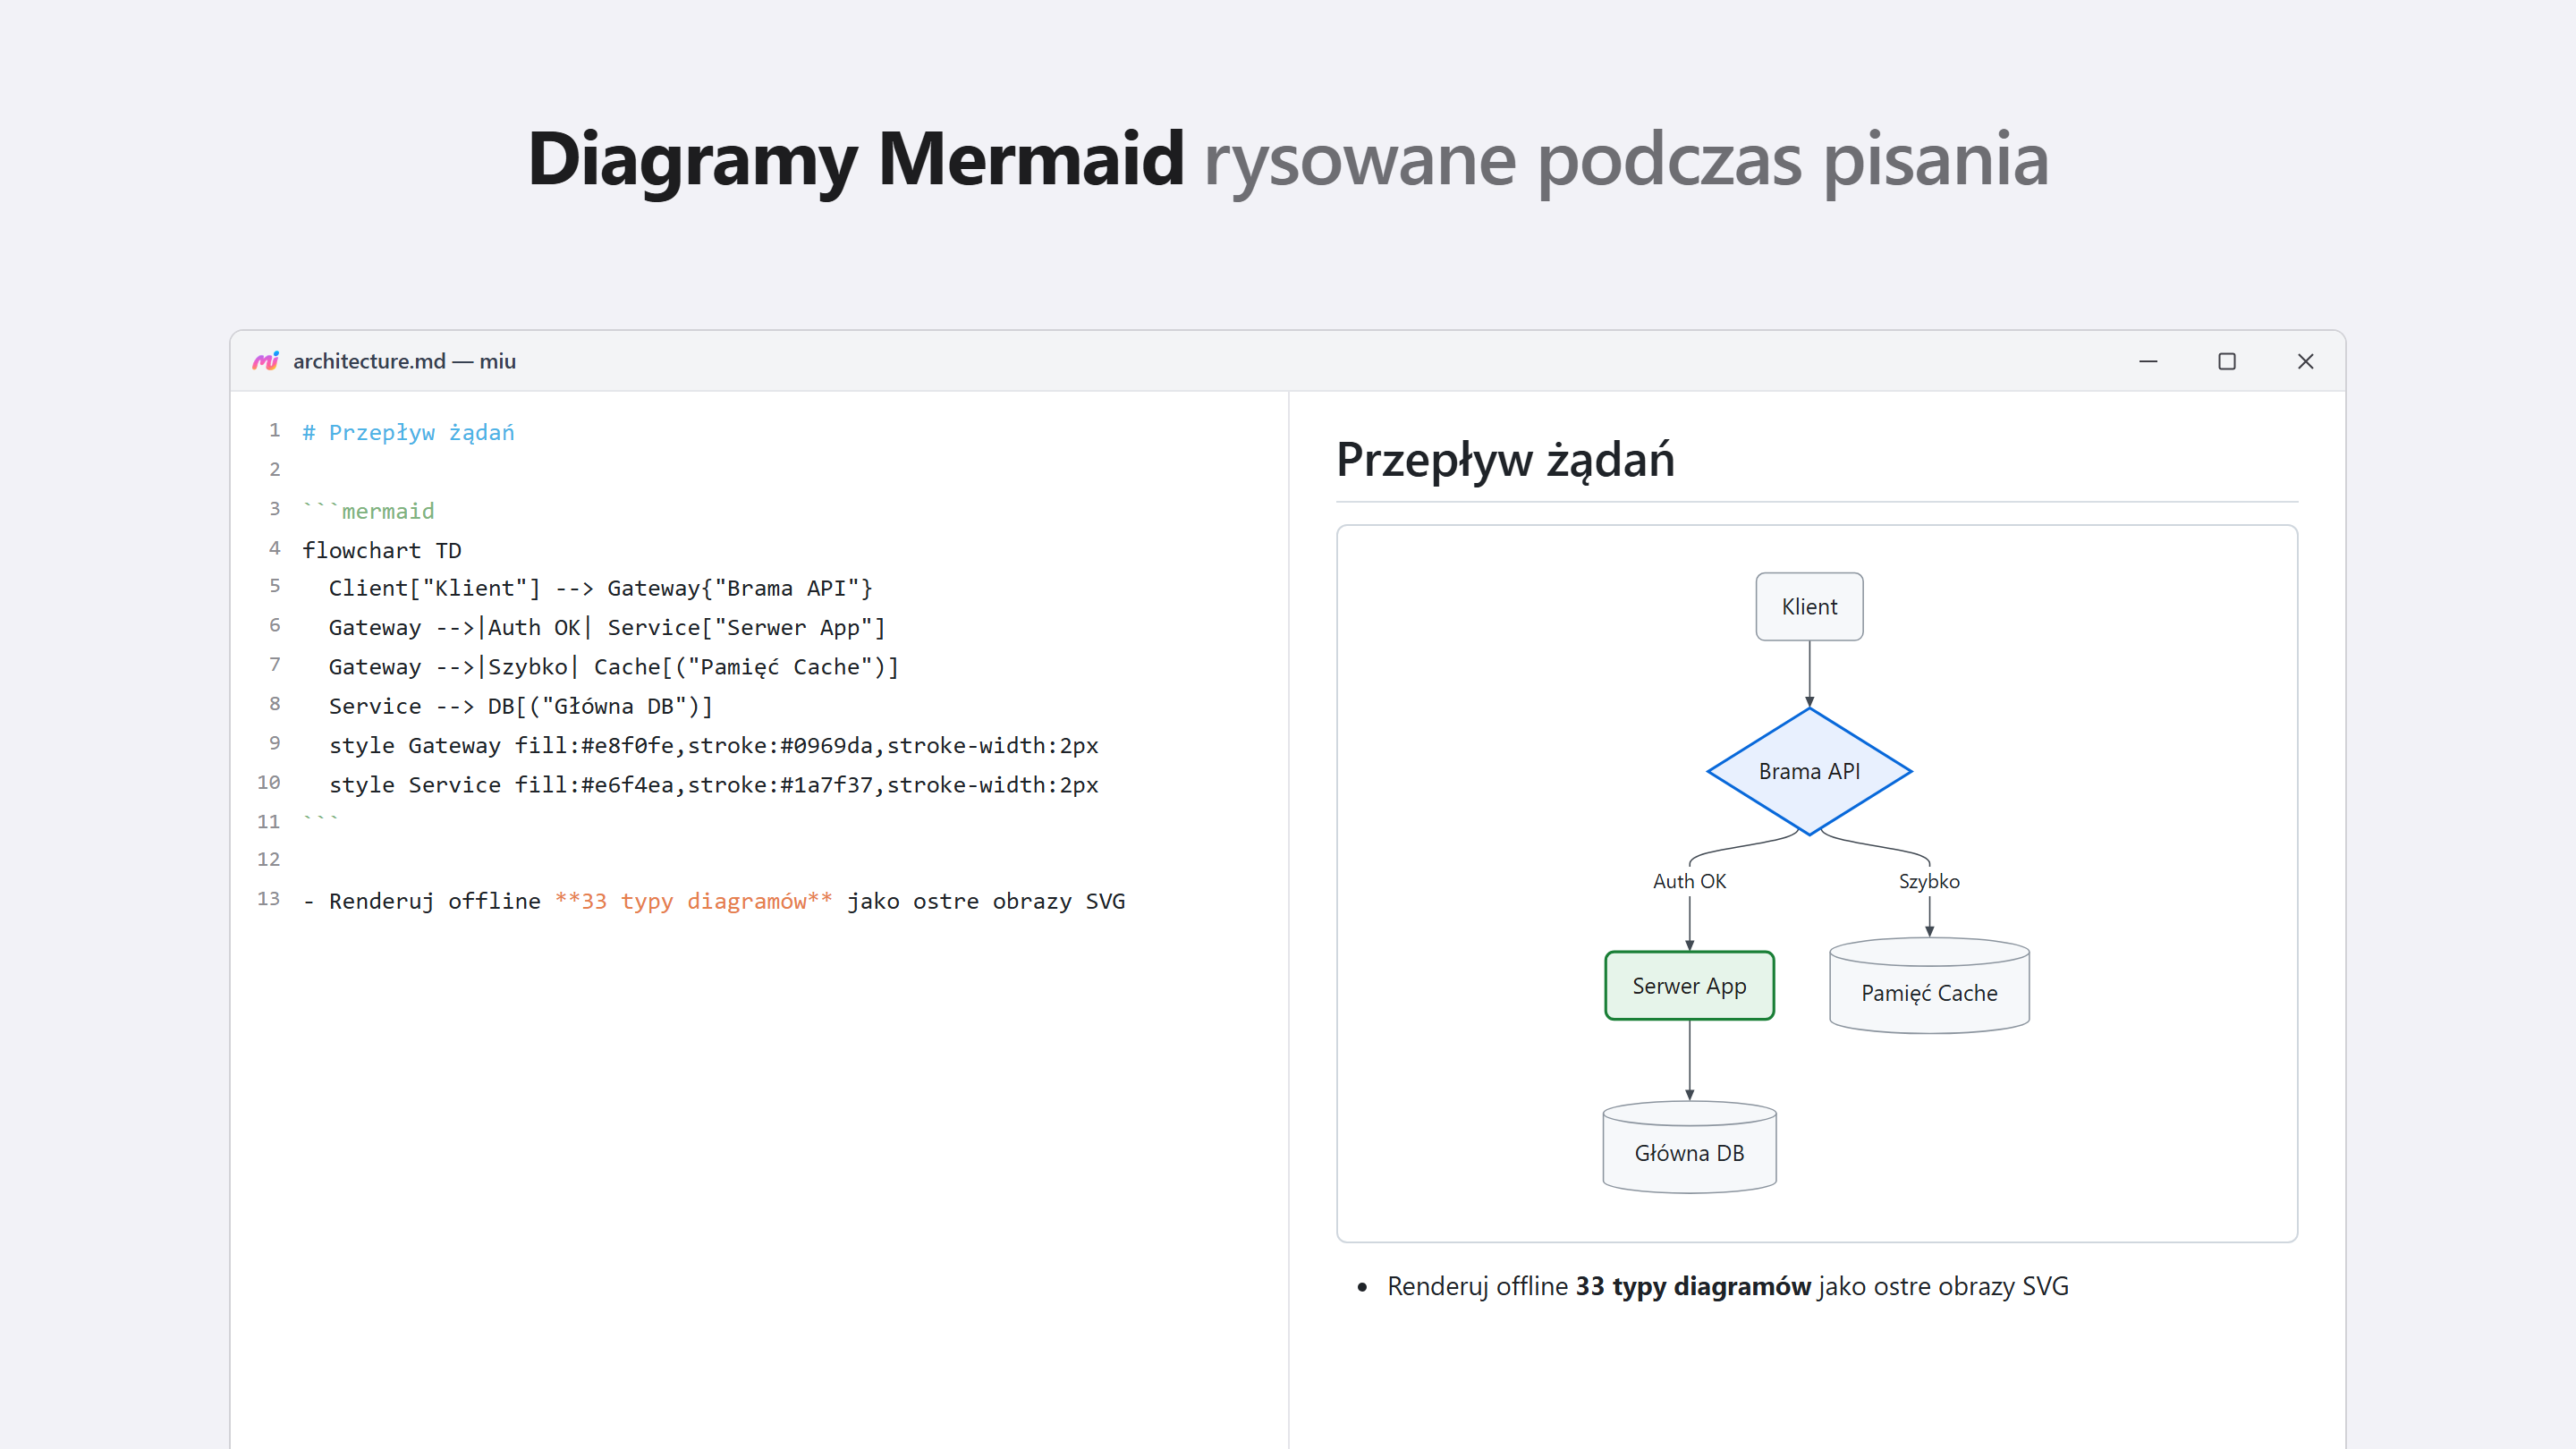 Diagramy Mermaid rysowane podczas pisania
mi architecture.md — miu
1 # Przepływ żądań
2
3 ```mermaid
4 flowchart TD
5 Client["Klient"] --> Gateway{"Brama API"}
6 Gateway -->|Auth OK| Service["Serwer App"]
7 Gateway -->|Szybko| Cache[("Pamięć Cache")]
8 Service --> DB[("Główna DB")]
9 style Gateway fill:#e8f0fe,stroke:#0969da,stroke-width:2px
10 style Service fill:#e6f4ea,stroke:#1a7f37,stroke-width:2px
11 ```
12
13 - Renderuj offline **33 typy diagramów** jako ostre obrazy SVG
Przepływ żądań
Klient
Brama API
Auth OK Szybko
Serwer App Pamięć Cache
Główna DB
• Renderuj offline 33 typy diagramów jako ostre obrazy SVG